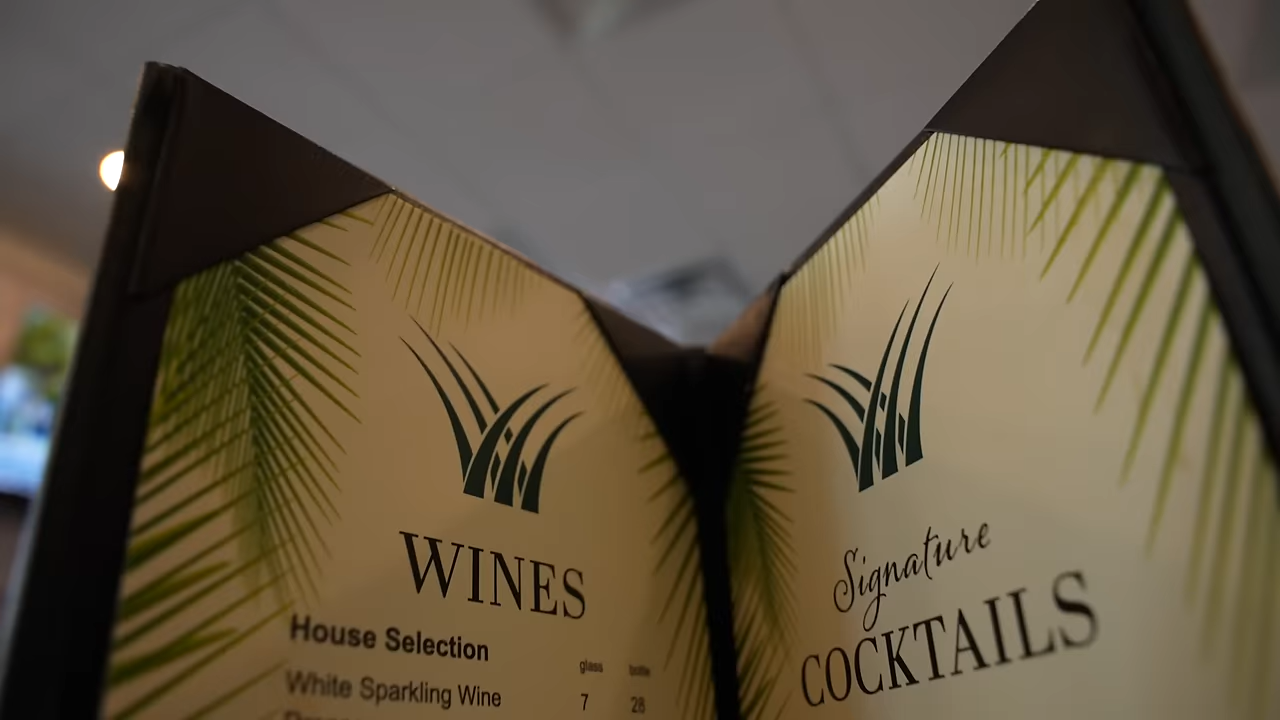 WINES
House Selection
glass bottle
White Sparkling Wine 7 28
Signature
COCKTAILS